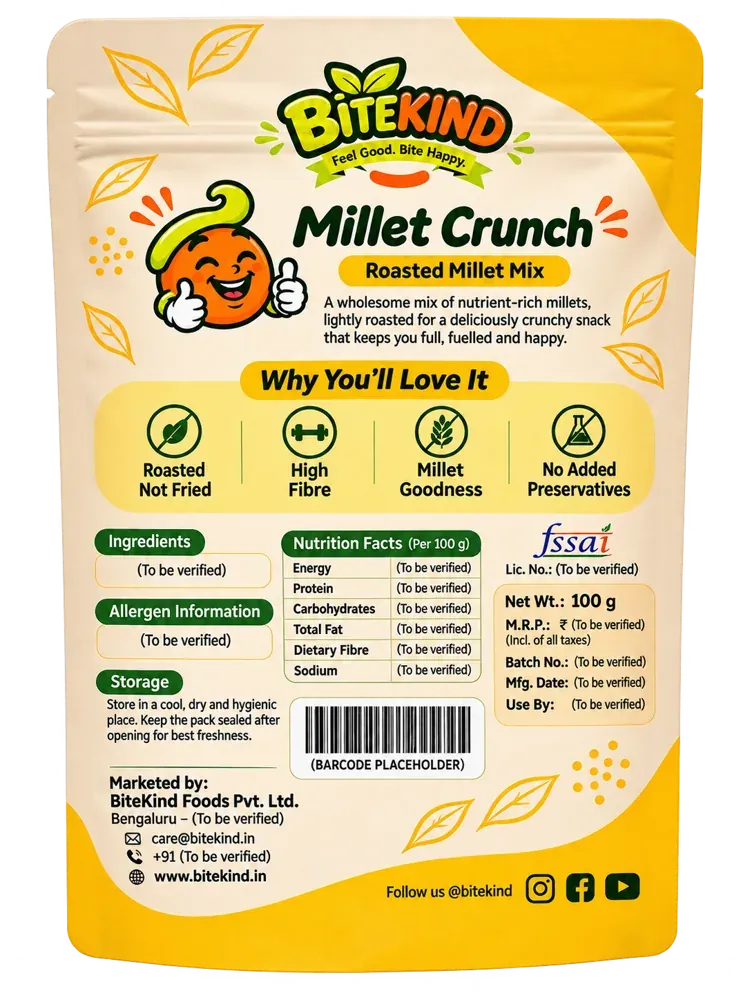 BiTEKIND
Feel Good. Bite Happy.
Millet Crunch
Roasted Millet Mix
A wholesome mix of nutrient-rich millets,
lightly roasted for a deliciously crunchy snack
that keeps you full, fuelled and happy.
Why You'll Love It
Roasted
Not Fried
High
Fibre
Millet
Goodness
No Added
Preservatives
Ingredients
(To be verified)
Allergen Information
(To be verified)
Storage
Store in a cool, dry and hygienic
place. Keep the pack sealed after
opening for best freshness.
Nutrition Facts (Per 100 g)
Energy (To be verified)
Protein (To be verified)
Carbohydrates (To be verified)
Total Fat (To be verified)
Dietary Fibre (To be verified)
Sodium (To be verified)
(BARCODE PLACEHOLDER)
fssai
Lic. No.: (To be verified)
Net Wt.: 100 g
M.R.P.: ₹ (To be verified)
(Incl. of all taxes)
Batch No.: (To be verified)
Mfg. Date: (To be verified)
Use By: (To be verified)
Marketed by:
BiteKind Foods Pvt. Ltd.
Bengaluru – (To be verified)
care@bitekind.in
+91 (To be verified)
www.bitekind.in
Follow us @bitekind